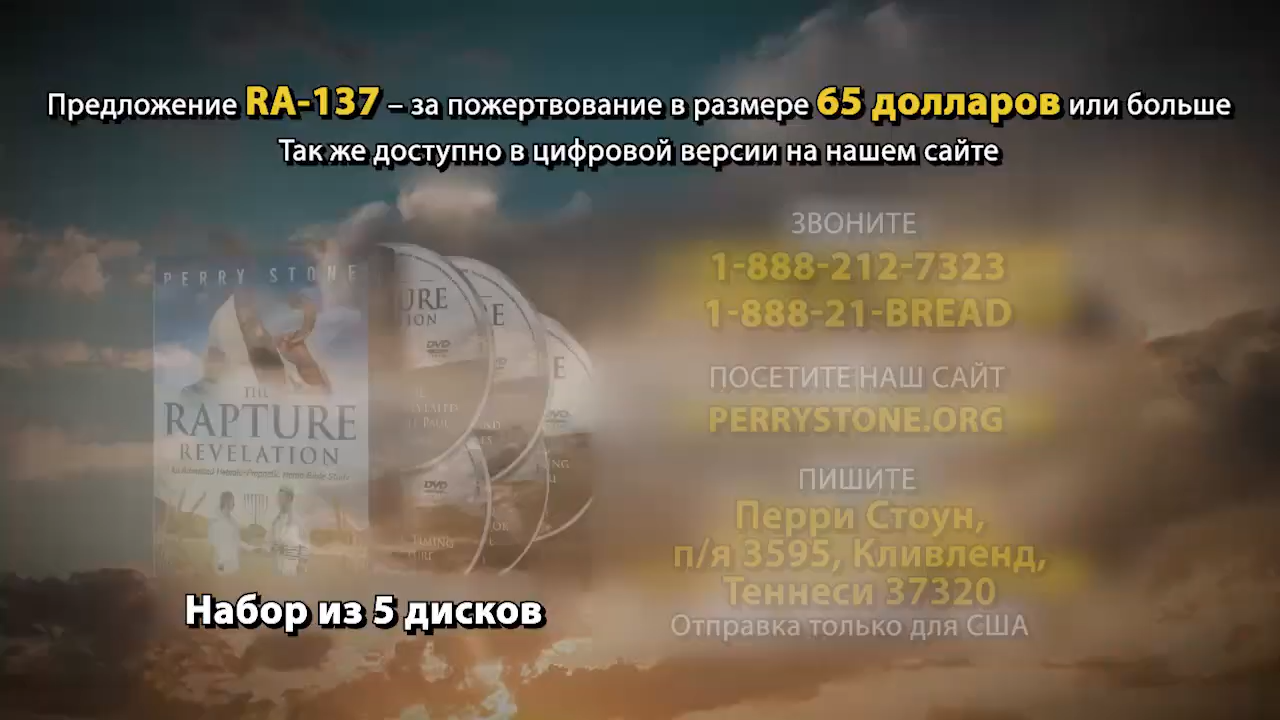 Предложение RA-137 – за пожертвование в размере 65 долларов или больше
Так же доступно в цифровой версии на нашем сайте
ЗВОНИТЕ
1-888-212-7323
1-888-21-BREAD
ПОСЕТИТЕ НАШ САЙТ
PERRYSTONE.ORG
ПИШИТЕ
Перри Стоун,
п/я 3595, Кливленд,
Теннеси 37320
Отправка только для США
PERRY STONE
THE
RAPTURE
REVELATION
DVD
DVD
Набор из 5 дисков